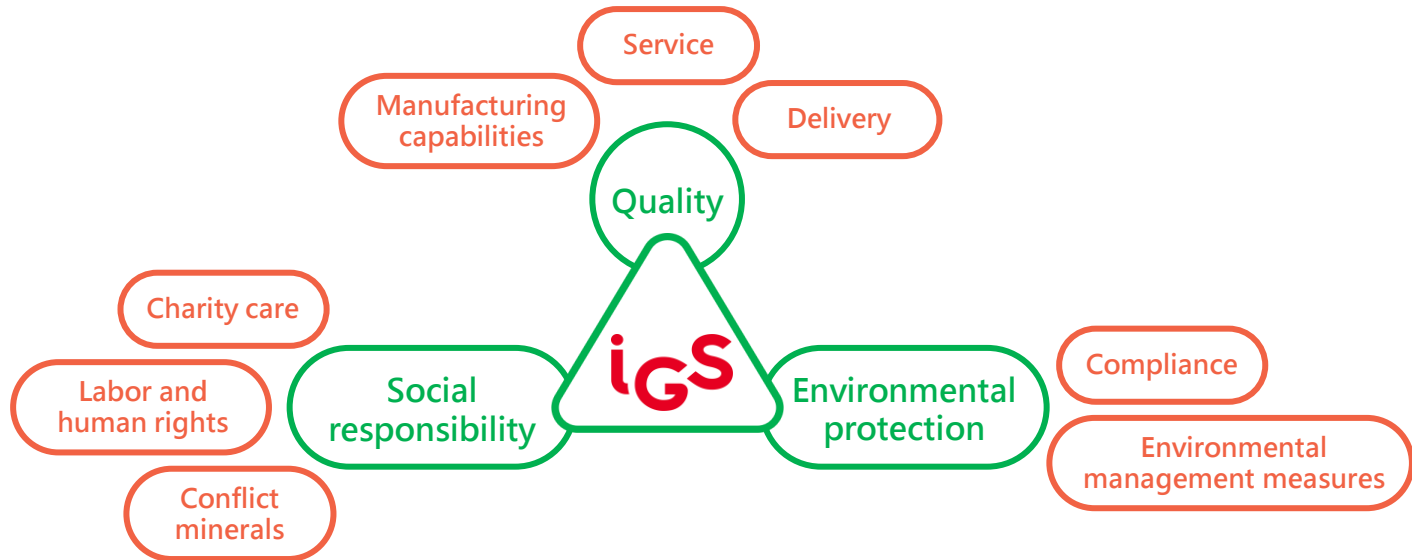 Service
Manufacturing
capabilities
Delivery
Quality
Charity care
Labor and
human rights
Conflict
minerals
Social
responsibility
iGS
Environmental
protection
Compliance
Environmental
management measures